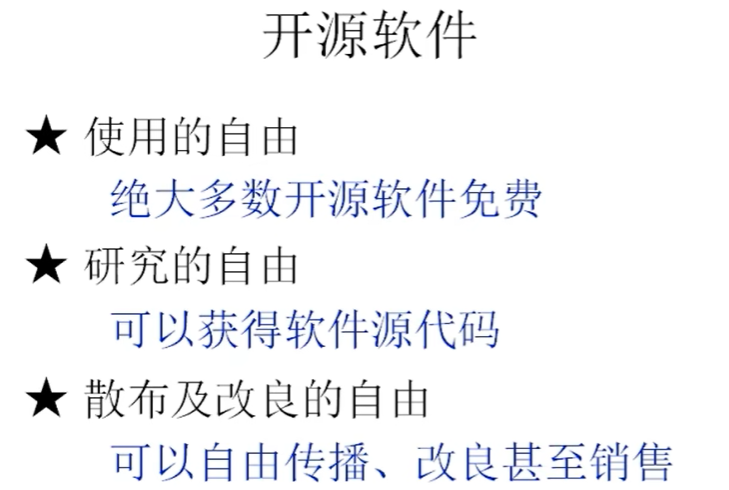 开源软件
★ 使用的自由
绝大多数开源软件免费
★ 研究的自由
可以获得软件源代码
★ 散布及改良的自由
可以自由传播、改良甚至销售